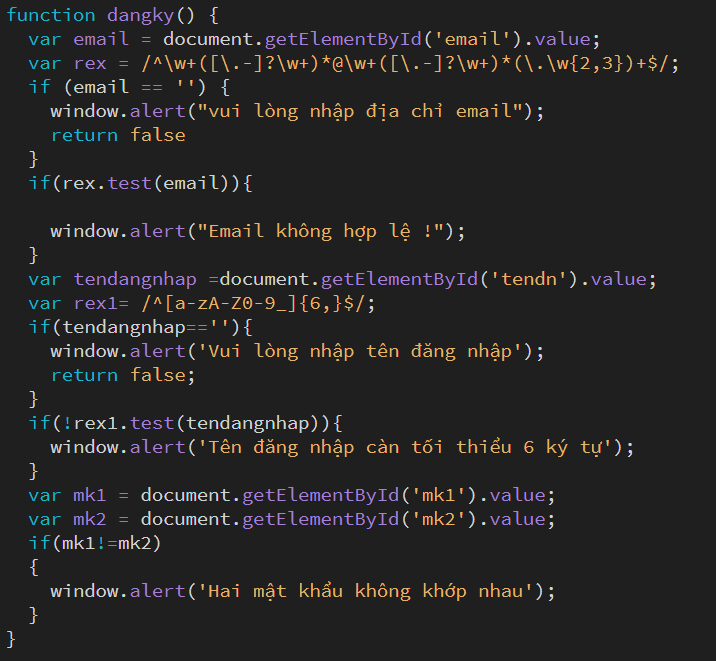 function dangky() {
  var email = document.getElementById('email').value;
  var rex = /^\w+([\.-]?\w+)*@\w+([\.-]?\w+)*(\.\w{2,3})+$/;
  if (email == '') {
    window.alert("vui lòng nhập địa chỉ email");
    return false
  }
  if(rex.test(email)){
    window.alert("Email không hợp lệ !");
  }
  var tendangnhap =document.getElementById('tendn').value;
  var rex1= /^[a-zA-Z0-9_]{6,}$/;
  if(tendangnhap==''){
    window.alert('Vui lòng nhập tên đăng nhập');
    return false;
  }
  if(!rex1.test(tendangnhap)){
    window.alert('Tên đăng nhập càn tối thiểu 6 ký tự');
  }
  var mk1 = document.getElementById('mk1').value;
  var mk2 = document.getElementById('mk2').value;
  if(mk1!=mk2)
  {
    window.alert('Hai mật khẩu không khớp nhau');
  }
}